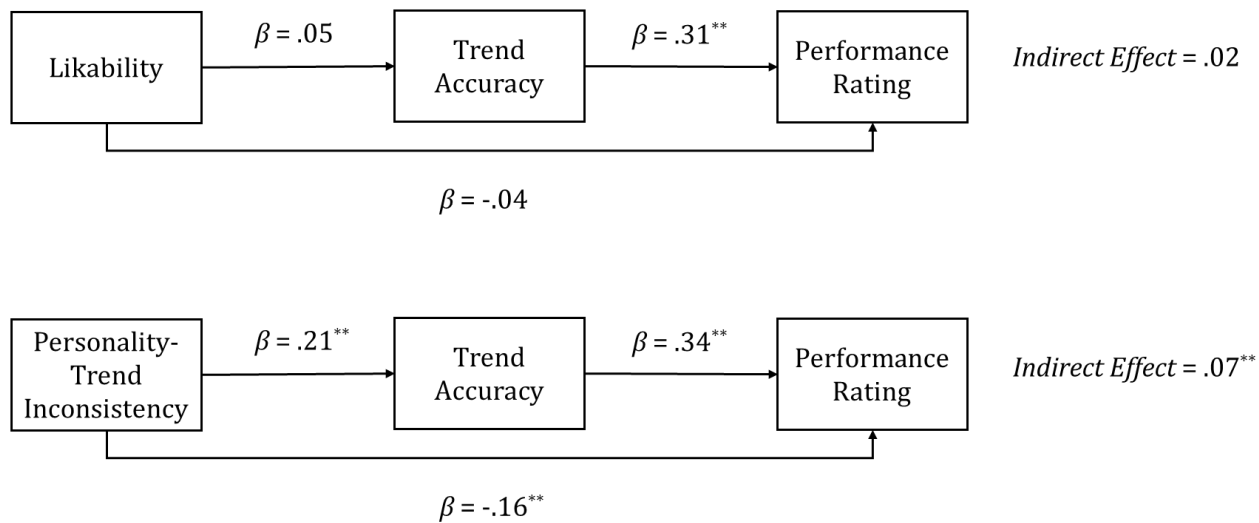 β = .05
β = .31**
Likability
Trend
Accuracy
Performance
Rating
Indirect Effect = .02
β = -.04
β = .21**
β = .34**
Personality-
Trend
Inconsistency
Trend
Accuracy
Performance
Rating
Indirect Effect = .07**
β = -.16**